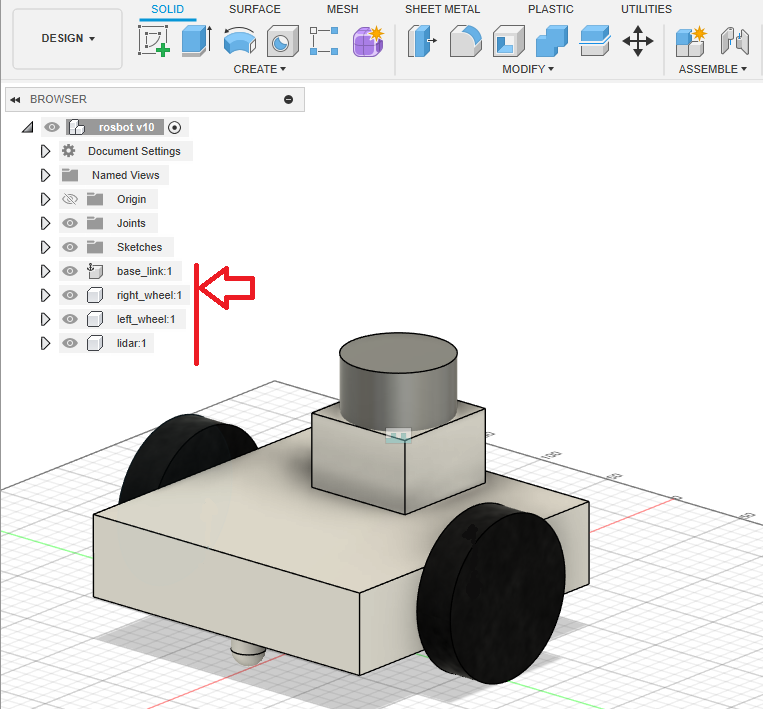 SOLID SURFACE MESH SHEET METAL PLASTIC UTILITIES
DESIGN ▾
CREATE ▾ MODIFY ▾ ASSEMBLE ▾
BROWSER
rosbot v10
Document Settings
Named Views
Origin
Joints
Sketches
base_link:1
right_wheel:1
left_wheel:1
lidar:1